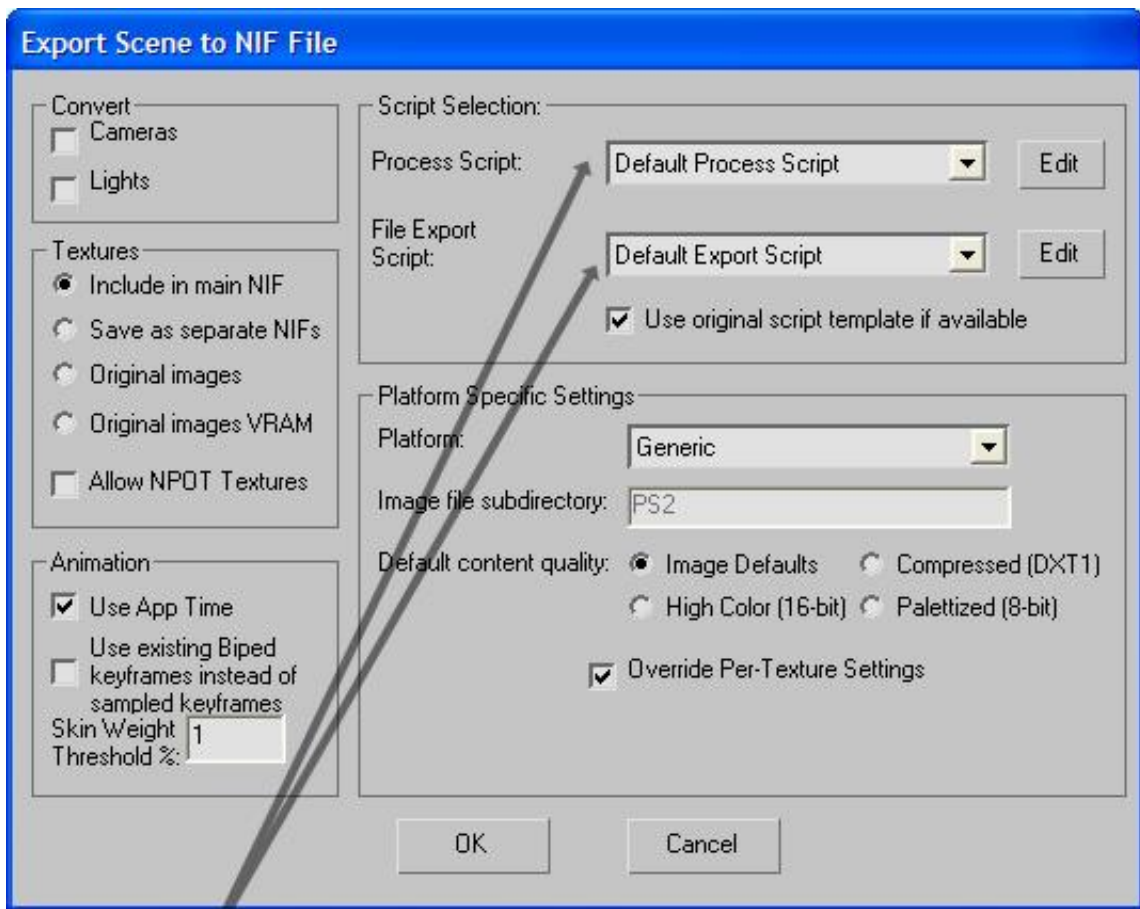 Export Scene to NIF File
Convert
Cameras
Lights
Textures
Include in main NIF
Save as separate NIFs
Original images
Original images VRAM
Allow NPOT Textures
Animation
Use App Time
Use existing Biped
keyframes instead of
sampled keyframes
Skin Weight
Threshold %:
1
Script Selection:
Process Script:
Default Process Script
Edit
File Export
Script:
Default Export Script
Edit
Use original script template if available
Platform Specific Settings
Platform:
Generic
Image file subdirectory:
PS2
Default content quality:
Image Defaults
Compressed (DXT1)
High Color (16-bit)
Palettized (8-bit)
Override Per-Texture Settings
OK
Cancel